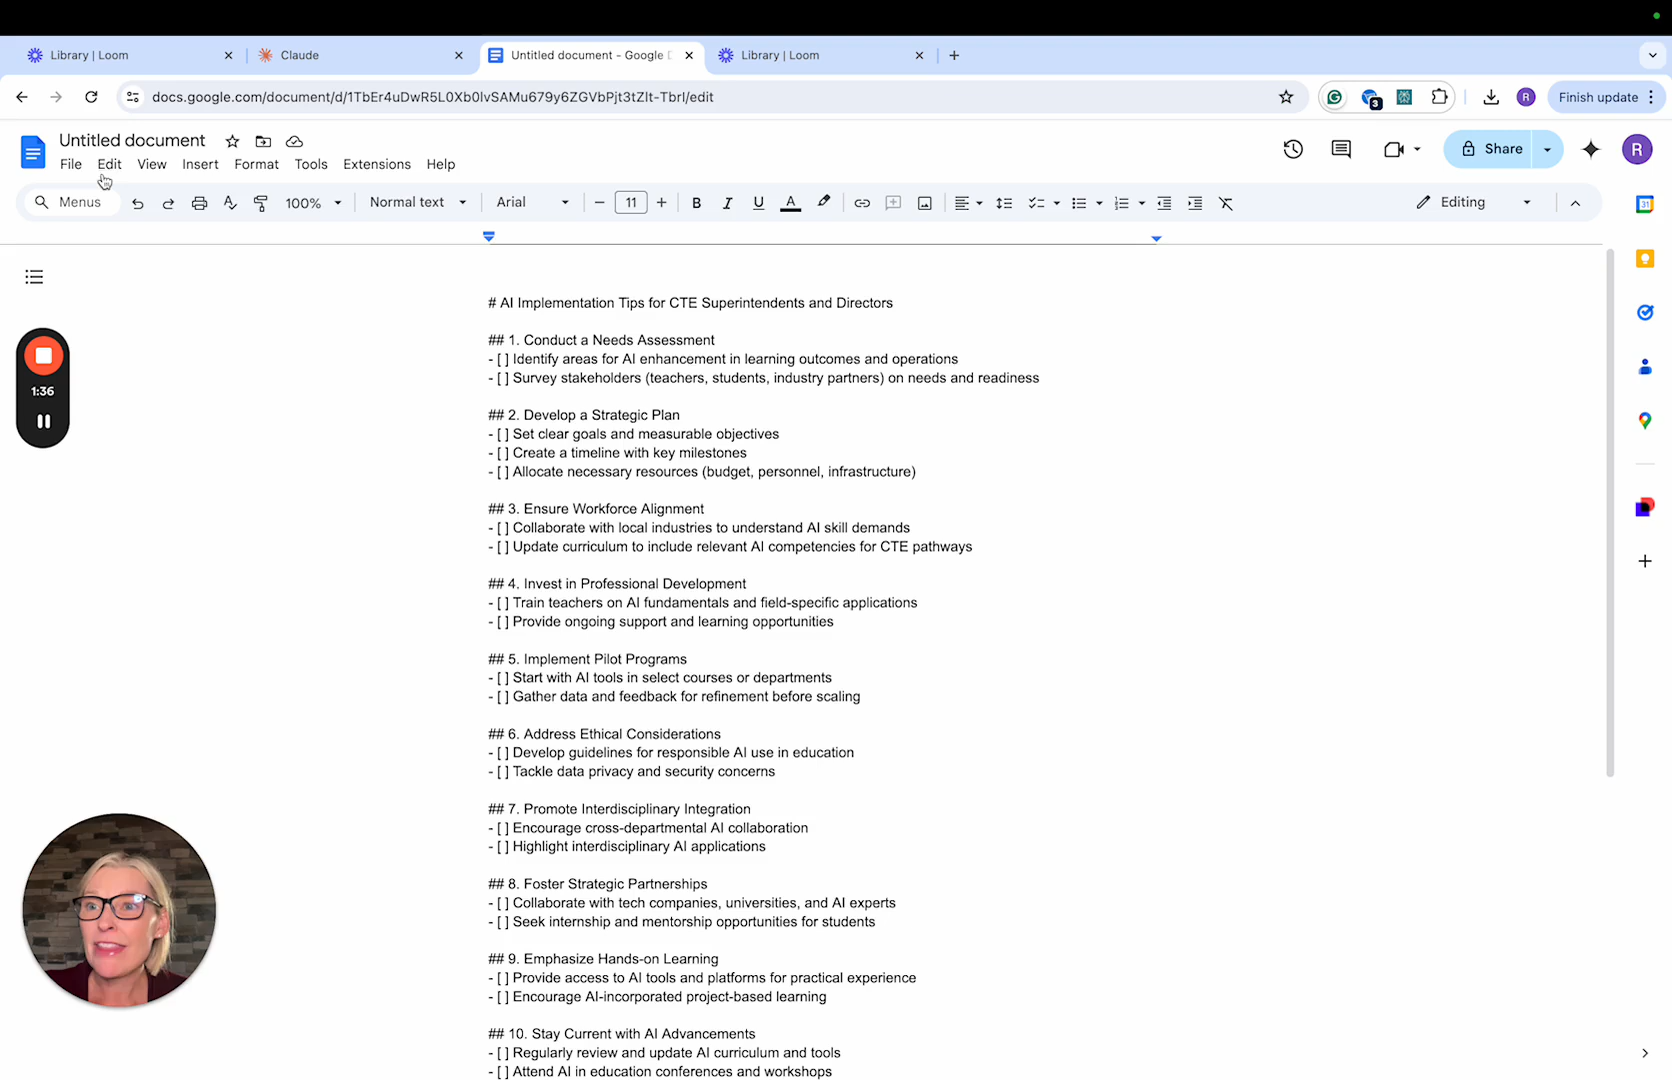 Library | Loom
Claude
Untitled document - Google D
Library | Loom
docs.google.com/document/d/1TbEr4uDwR5L0Xb0lvSAMu679y6ZGVbPjt3tZlt-TbrI/edit
3
R
Finish update
Untitled document
File Edit View Insert Format Tools Extensions Help
Share
R
Menus
100%
Normal text
Arial
11
B I U A
Editing
31
1:36
# AI Implementation Tips for CTE Superintendents and Directors
## 1. Conduct a Needs Assessment
- [ ] Identify areas for AI enhancement in learning outcomes and operations
- [ ] Survey stakeholders (teachers, students, industry partners) on needs and readiness
## 2. Develop a Strategic Plan
- [ ] Set clear goals and measurable objectives
- [ ] Create a timeline with key milestones
- [ ] Allocate necessary resources (budget, personnel, infrastructure)
## 3. Ensure Workforce Alignment
- [ ] Collaborate with local industries to understand AI skill demands
- [ ] Update curriculum to include relevant AI competencies for CTE pathways
## 4. Invest in Professional Development
- [ ] Train teachers on AI fundamentals and field-specific applications
- [ ] Provide ongoing support and learning opportunities
## 5. Implement Pilot Programs
- [ ] Start with AI tools in select courses or departments
- [ ] Gather data and feedback for refinement before scaling
## 6. Address Ethical Considerations
- [ ] Develop guidelines for responsible AI use in education
- [ ] Tackle data privacy and security concerns
## 7. Promote Interdisciplinary Integration
- [ ] Encourage cross-departmental AI collaboration
- [ ] Highlight interdisciplinary AI applications
## 8. Foster Strategic Partnerships
- [ ] Collaborate with tech companies, universities, and AI experts
- [ ] Seek internship and mentorship opportunities for students
## 9. Emphasize Hands-on Learning
- [ ] Provide access to AI tools and platforms for practical experience
- [ ] Encourage AI-incorporated project-based learning
## 10. Stay Current with AI Advancements
- [ ] Regularly review and update AI curriculum and tools
- [ ] Attend AI in education conferences and workshops